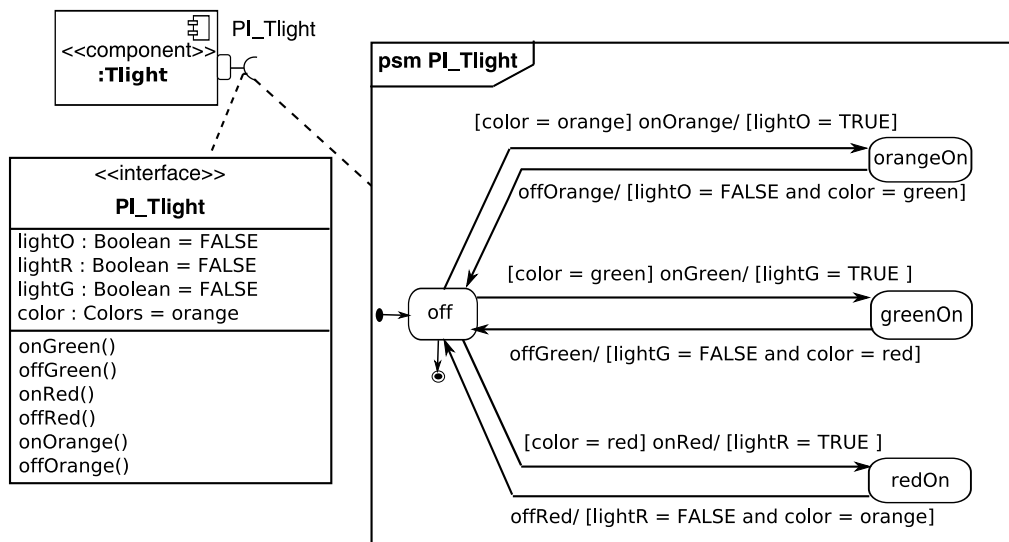 PI_Tlight
<<component>>
:Tlight
psm PI_Tlight
<<interface>>
PI_Tlight
lightO : Boolean = FALSE
lightR : Boolean = FALSE
lightG : Boolean = FALSE
color : Colors = orange
onGreen()
offGreen()
onRed()
offRed()
onOrange()
offOrange()
[color = orange] onOrange/ [lightO = TRUE]
orangeOn
offOrange/ [lightO = FALSE and color = green]
[color = green] onGreen/ [lightG = TRUE ]
off
greenOn
offGreen/ [lightG = FALSE and color = red]
[color = red] onRed/ [lightR = TRUE ]
redOn
offRed/ [lightR = FALSE and color = orange]